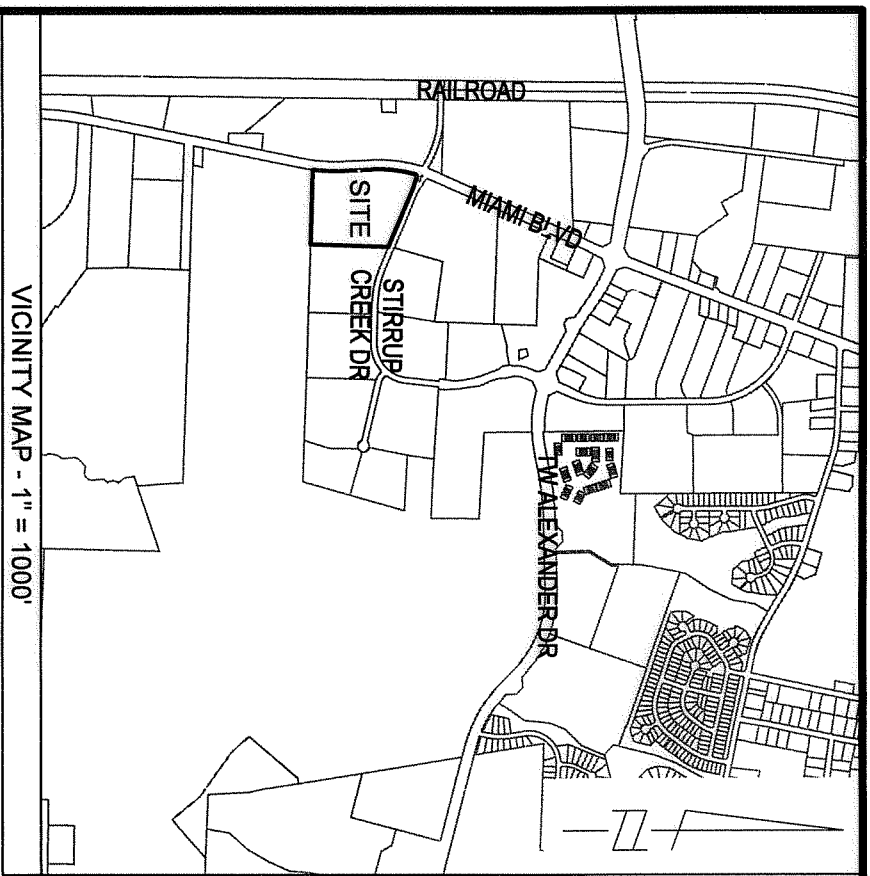 RAILROAD
MIAMI BLVD
SITE
STIRRUP
CREEK DR
TW ALEXANDER DR
N
VICINITY MAP - 1" = 1000'